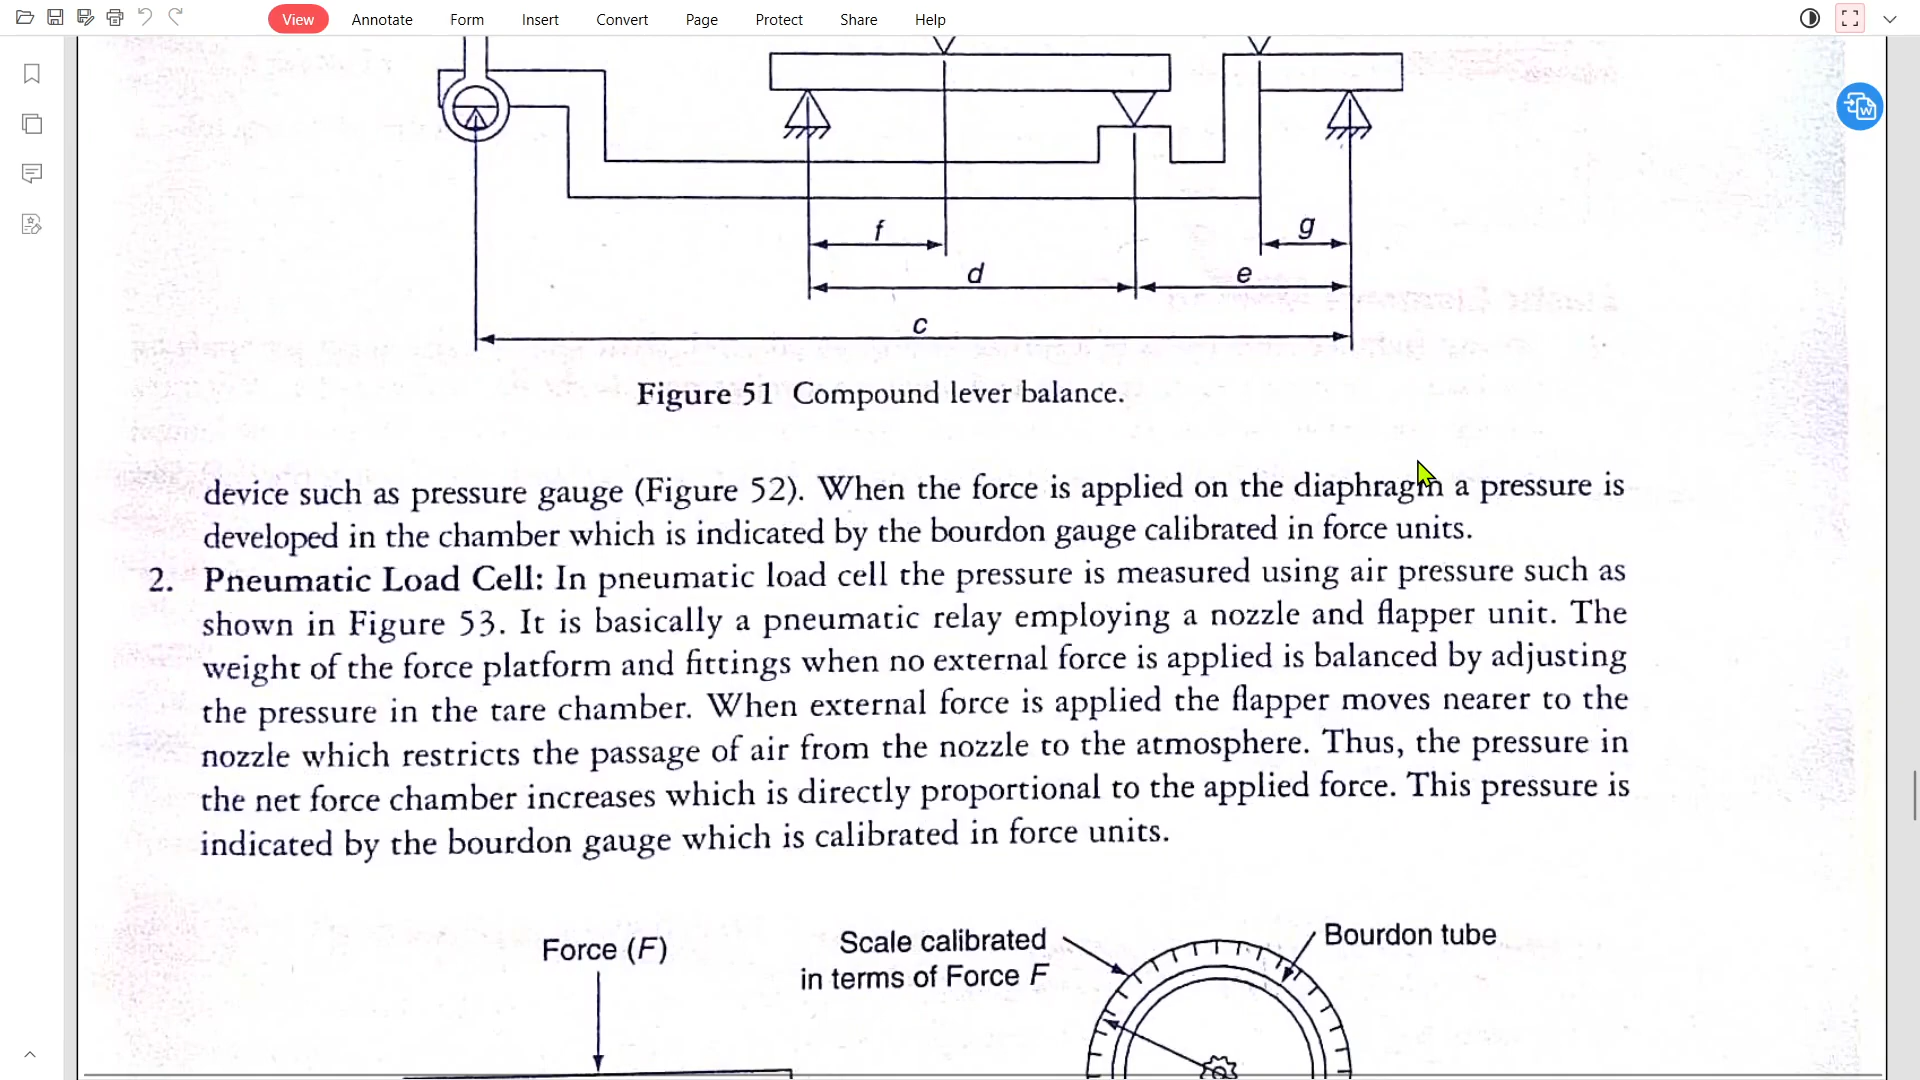 View Annotate Form Insert Convert Page Protect Share Help
f
g
d
e
c
Figure 51 Compound lever balance.
device such as pressure gauge (Figure 52). When the force is applied on the diaphragm a pressure is
developed in the chamber which is indicated by the bourdon gauge calibrated in force units.
2. Pneumatic Load Cell: In pneumatic load cell the pressure is measured using air pressure such as
shown in Figure 53. It is basically a pneumatic relay employing a nozzle and flapper unit. The
weight of the force platform and fittings when no external force is applied is balanced by adjusting
the pressure in the tare chamber. When external force is applied the flapper moves nearer to the
nozzle which restricts the passage of air from the nozzle to the atmosphere. Thus, the pressure in
the net force chamber increases which is directly proportional to the applied force. This pressure is
indicated by the bourdon gauge which is calibrated in force units.
Force (F)
Scale calibrated
in terms of Force F
Bourdon tube